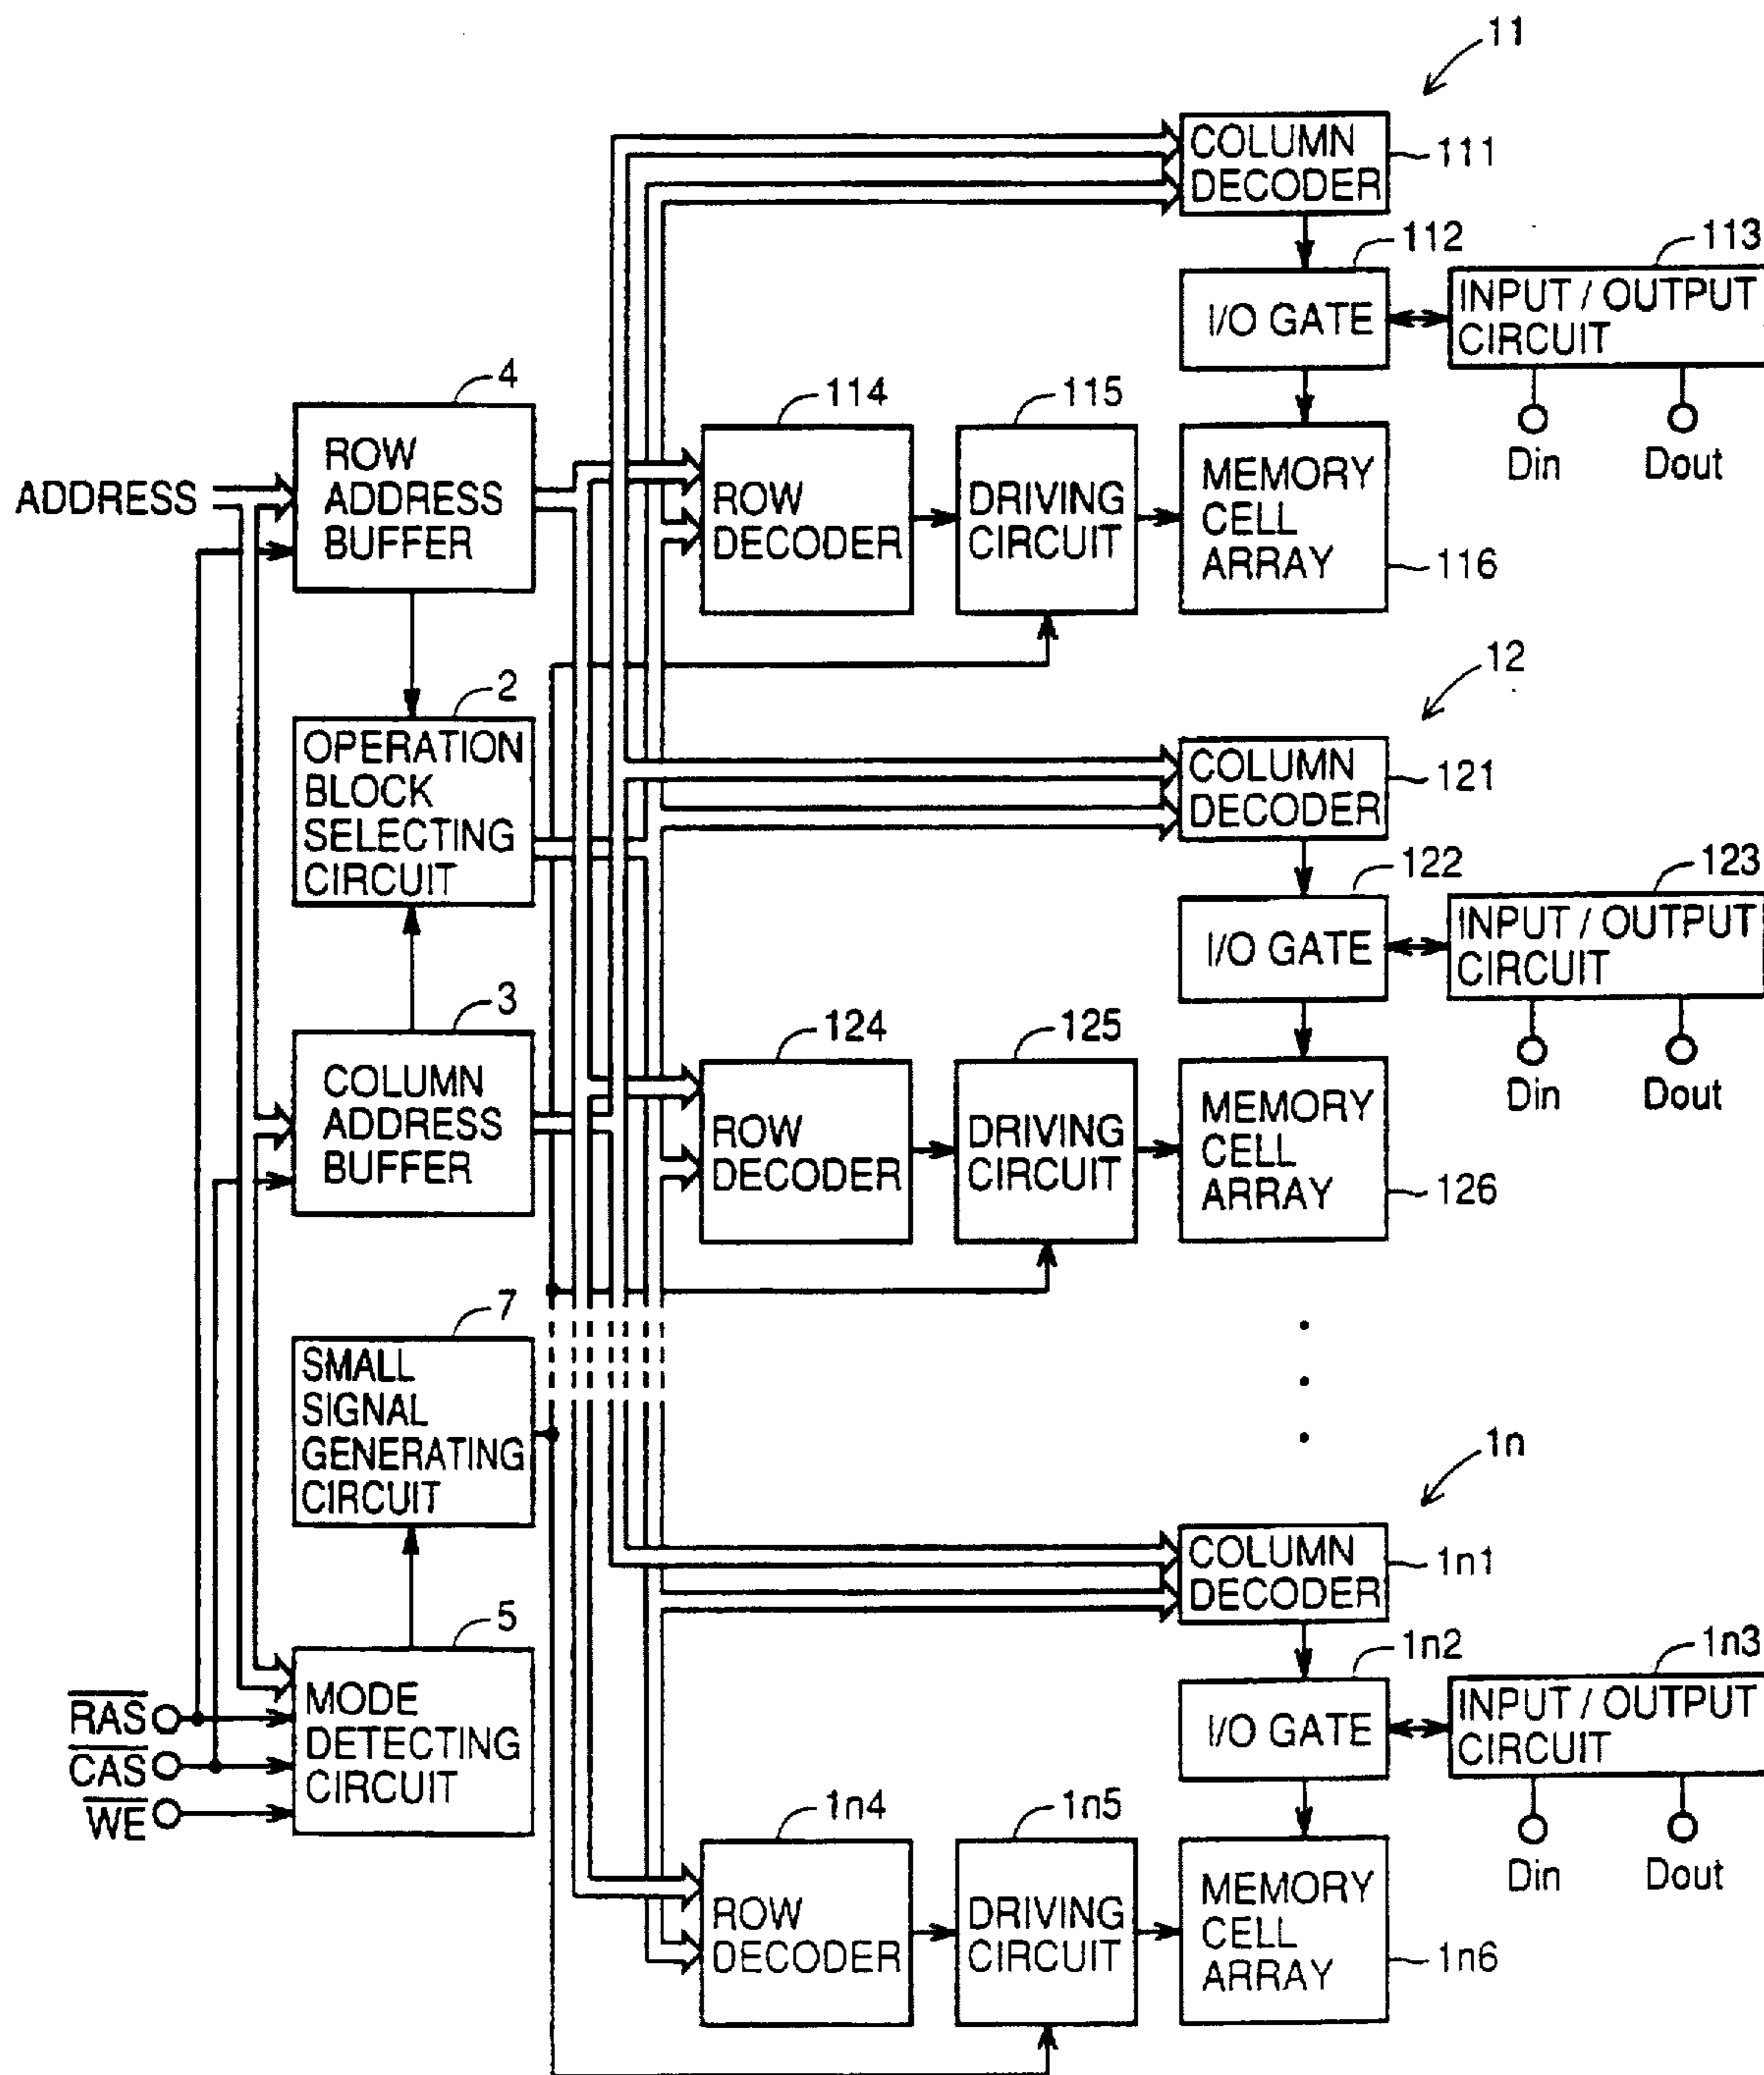 11
COLUMN
DECODER
111
112
113
I/O GATE
INPUT / OUTPUT
CIRCUIT
Din
Dout
4
114
115
ADDRESS
ROW
ADDRESS
BUFFER
ROW
DECODER
DRIVING
CIRCUIT
MEMORY
CELL
ARRAY
116
2
OPERATION
BLOCK
SELECTING
CIRCUIT
12
COLUMN
DECODER
121
122
123
I/O GATE
INPUT / OUTPUT
CIRCUIT
Din
Dout
3
124
125
COLUMN
ADDRESS
BUFFER
ROW
DECODER
DRIVING
CIRCUIT
MEMORY
CELL
ARRAY
126
7
SMALL
SIGNAL
GENERATING
CIRCUIT
1n
COLUMN
DECODER
1n1
1n2
1n3
I/O GATE
INPUT / OUTPUT
CIRCUIT
Din
Dout
5
RAS
CAS
WE
MODE
DETECTING
CIRCUIT
1n4
1n5
ROW
DECODER
DRIVING
CIRCUIT
MEMORY
CELL
ARRAY
1n6